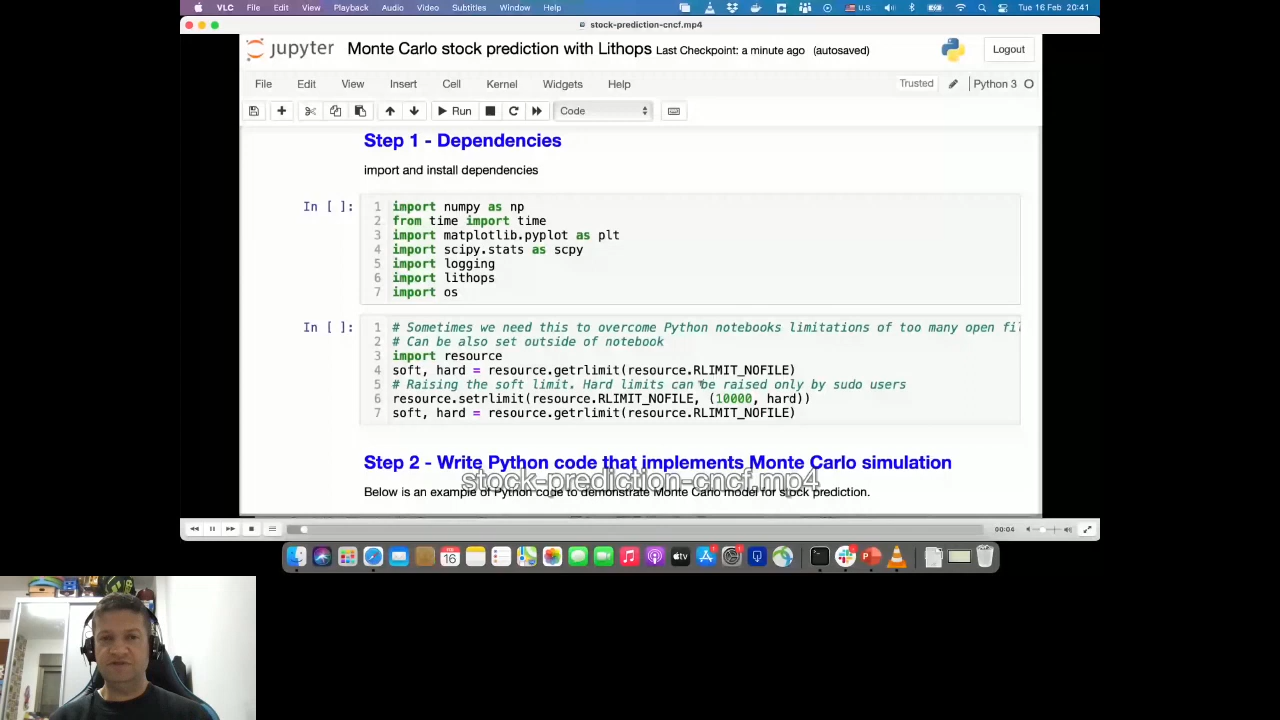 VLC File Edit View Playback Audio Video Subtitles Window Help U.S. Tue 16 Feb 20:41
stock-prediction-cncf.mp4
jupyter Monte Carlo stock prediction with Lithops Last Checkpoint: a minute ago (autosaved) Logout
File Edit View Insert Cell Kernel Widgets Help Trusted Python 3
Run Code
Step 1 - Dependencies
import and install dependencies
In [ ]:
1 import numpy as np
2 from time import time
3 import matplotlib.pyplot as plt
4 import scipy.stats as scpy
5 import logging
6 import lithops
7 import os
In [ ]:
1 # Sometimes we need this to overcome Python notebooks limitations of too many open fil
2 # Can be also set outside of notebook
3 import resource
4 soft, hard = resource.getrlimit(resource.RLIMIT_NOFILE)
5 # Raising the soft limit. Hard limits can be raised only by sudo users
6 resource.setrlimit(resource.RLIMIT_NOFILE, (10000, hard))
7 soft, hard = resource.getrlimit(resource.RLIMIT_NOFILE)
Step 2 - Write Python code that implements Monte Carlo simulation
stock-prediction-cncf.mp4
Below is an example of Python code to demonstrate Monte Carlo model for stock prediction.
00:04
16
tv